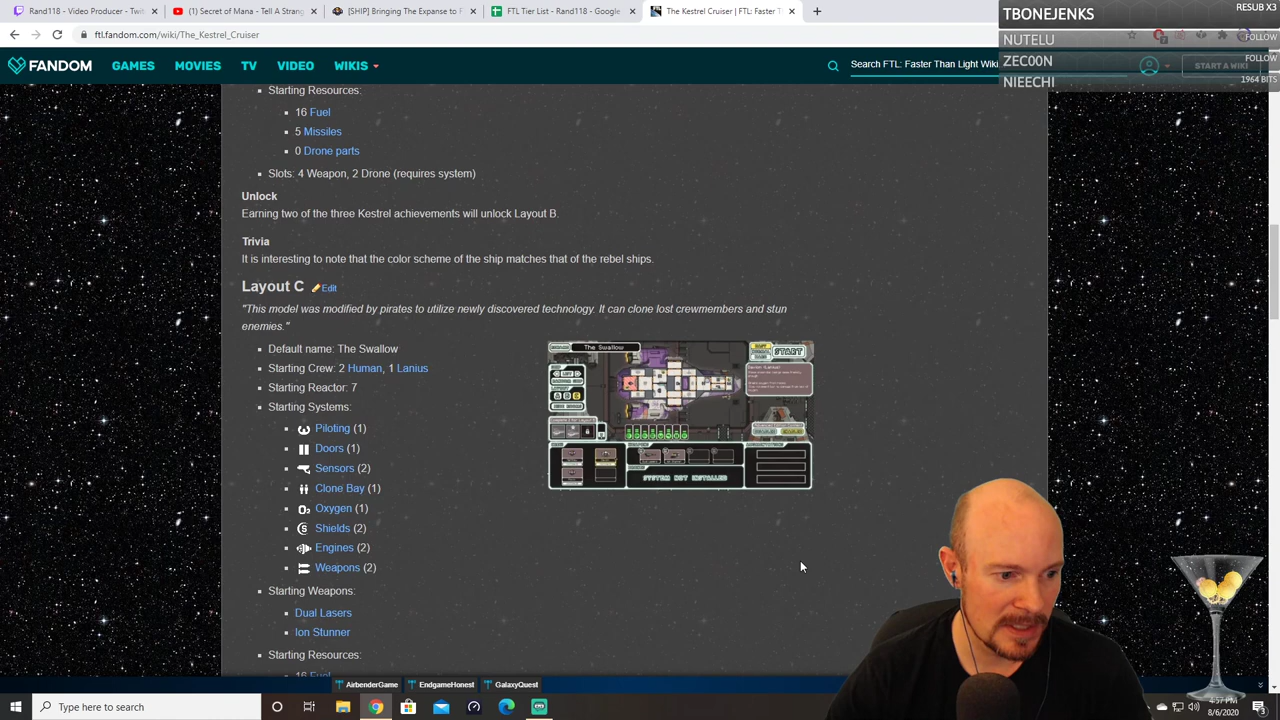 Rand118 - Video Producer - Twit
(1) Secret of Mana - Tell A Strang
[SHIP] Bringing The Expanse to F
FTL Tier List - Rand118 - Google
The Kestrel Cruiser | FTL: Faster T
TBONEJENKS
RESUB X3
ftl.fandom.com/wiki/The_Kestrel_Cruiser
NUTELU
FOLLOW
ZEC00N
FOLLOW
NIEECHI
1964 BITS
FANDOM
GAMES
MOVIES
TV
VIDEO
WIKIS
Search FTL: Faster Than Light Wiki
START A WIKI
Starting Resources:
16 Fuel
5 Missiles
0 Drone parts
Slots: 4 Weapon, 2 Drone (requires system)
Unlock
Earning two of the three Kestrel achievements will unlock Layout B.
Trivia
It is interesting to note that the color scheme of the ship matches that of the rebel ships.
Layout C
Edit
"This model was modified by pirates to utilize newly discovered technology. It can clone lost crewmembers and stun
enemies."
Default name: The Swallow
Starting Crew: 2 Human, 1 Lanius
Starting Reactor: 7
Starting Systems:
Piloting (1)
Doors (1)
Sensors (2)
Clone Bay (1)
Oxygen (1)
Shields (2)
Engines (2)
Weapons (2)
The Swallow
START
SYSTEM NOT INSTALLED
Starting Weapons:
Dual Lasers
Ion Stunner
Starting Resources:
16 Fuel
AirbenderGame
EndgameHonest
GalaxyQuest
Type here to search
4:57 PM
8/6/2020